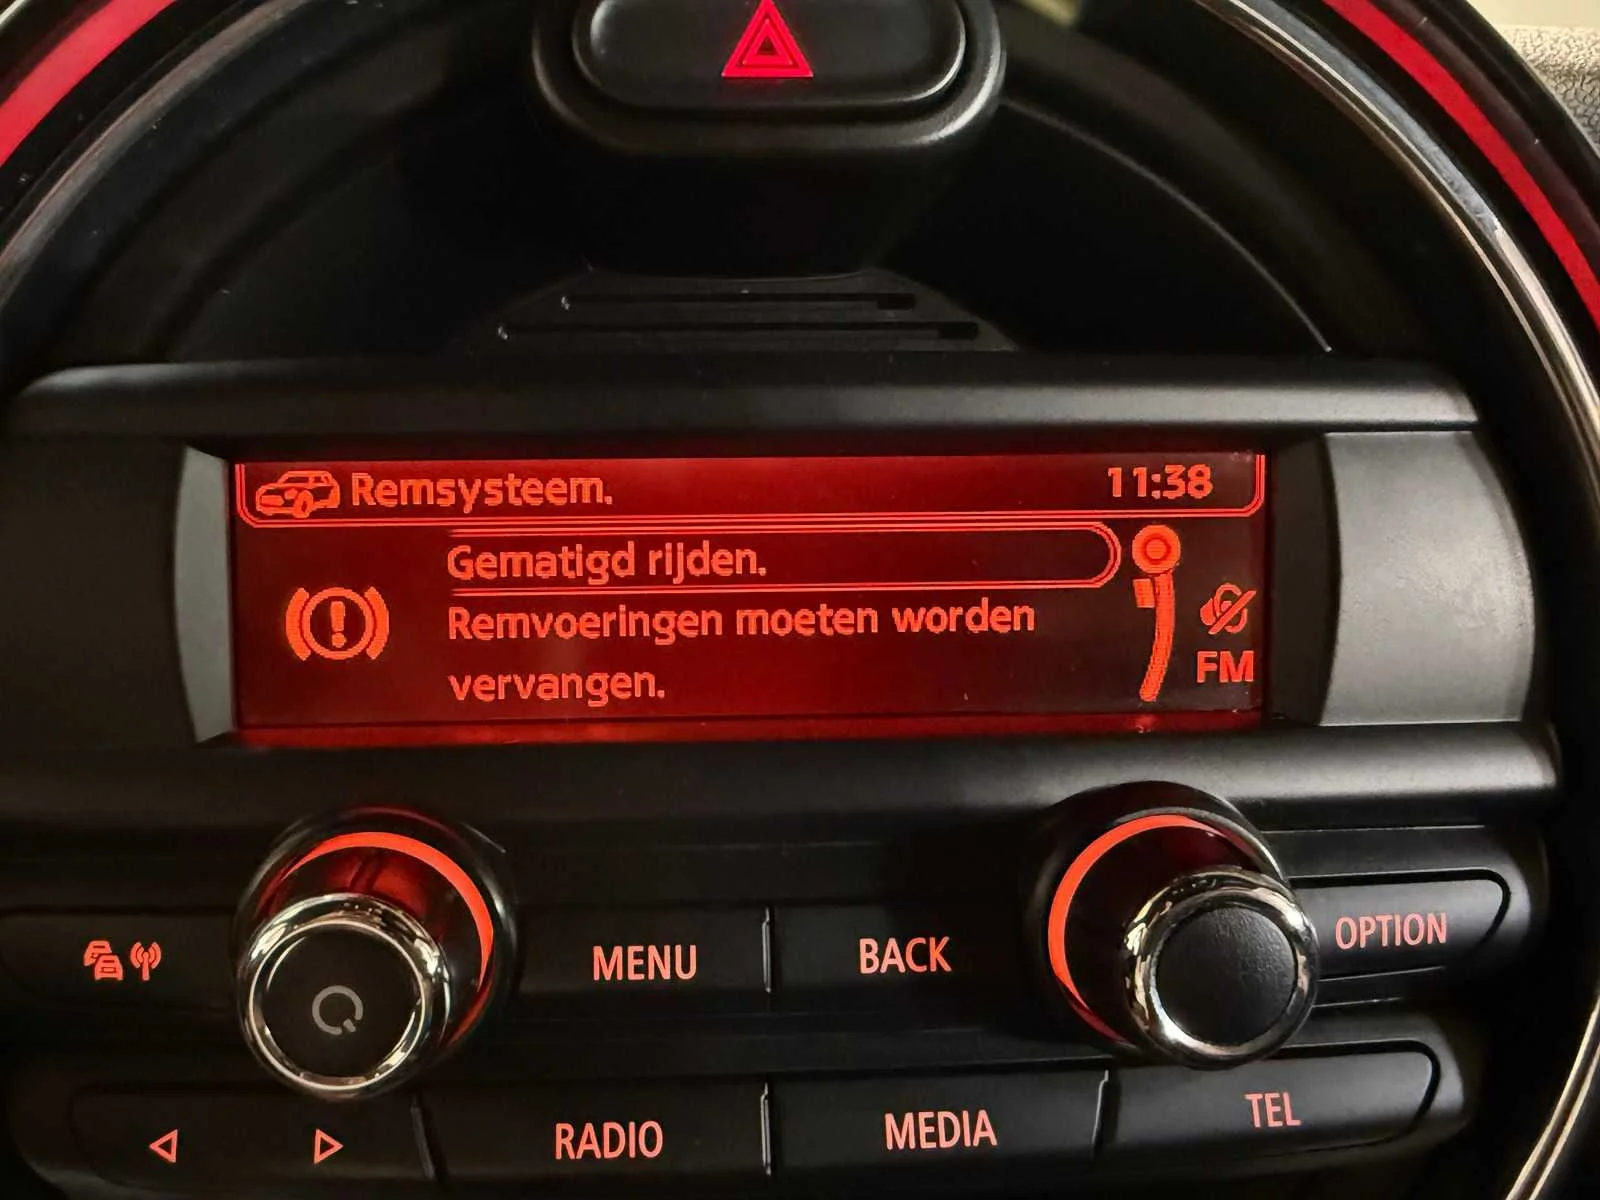 Remsysteem.
11:38
Gematigd rijden.
Remvoeringen moeten worden
vervangen.
FM
MENU
BACK
OPTION
RADIO
MEDIA
TEL